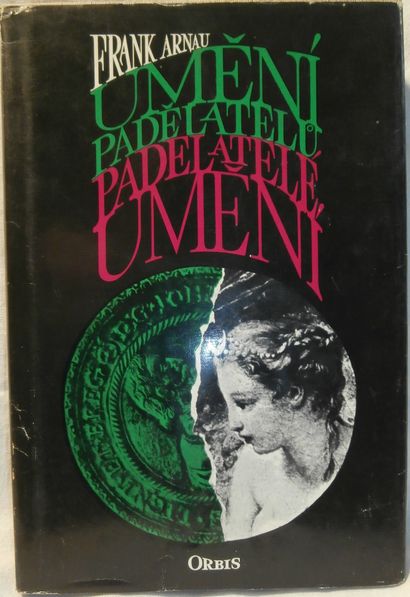 FRANK ARNAU
UMĚNÍ
PADĚLATELŮ
PADĚLATELÉ
UMĚNÍ
ORBIS